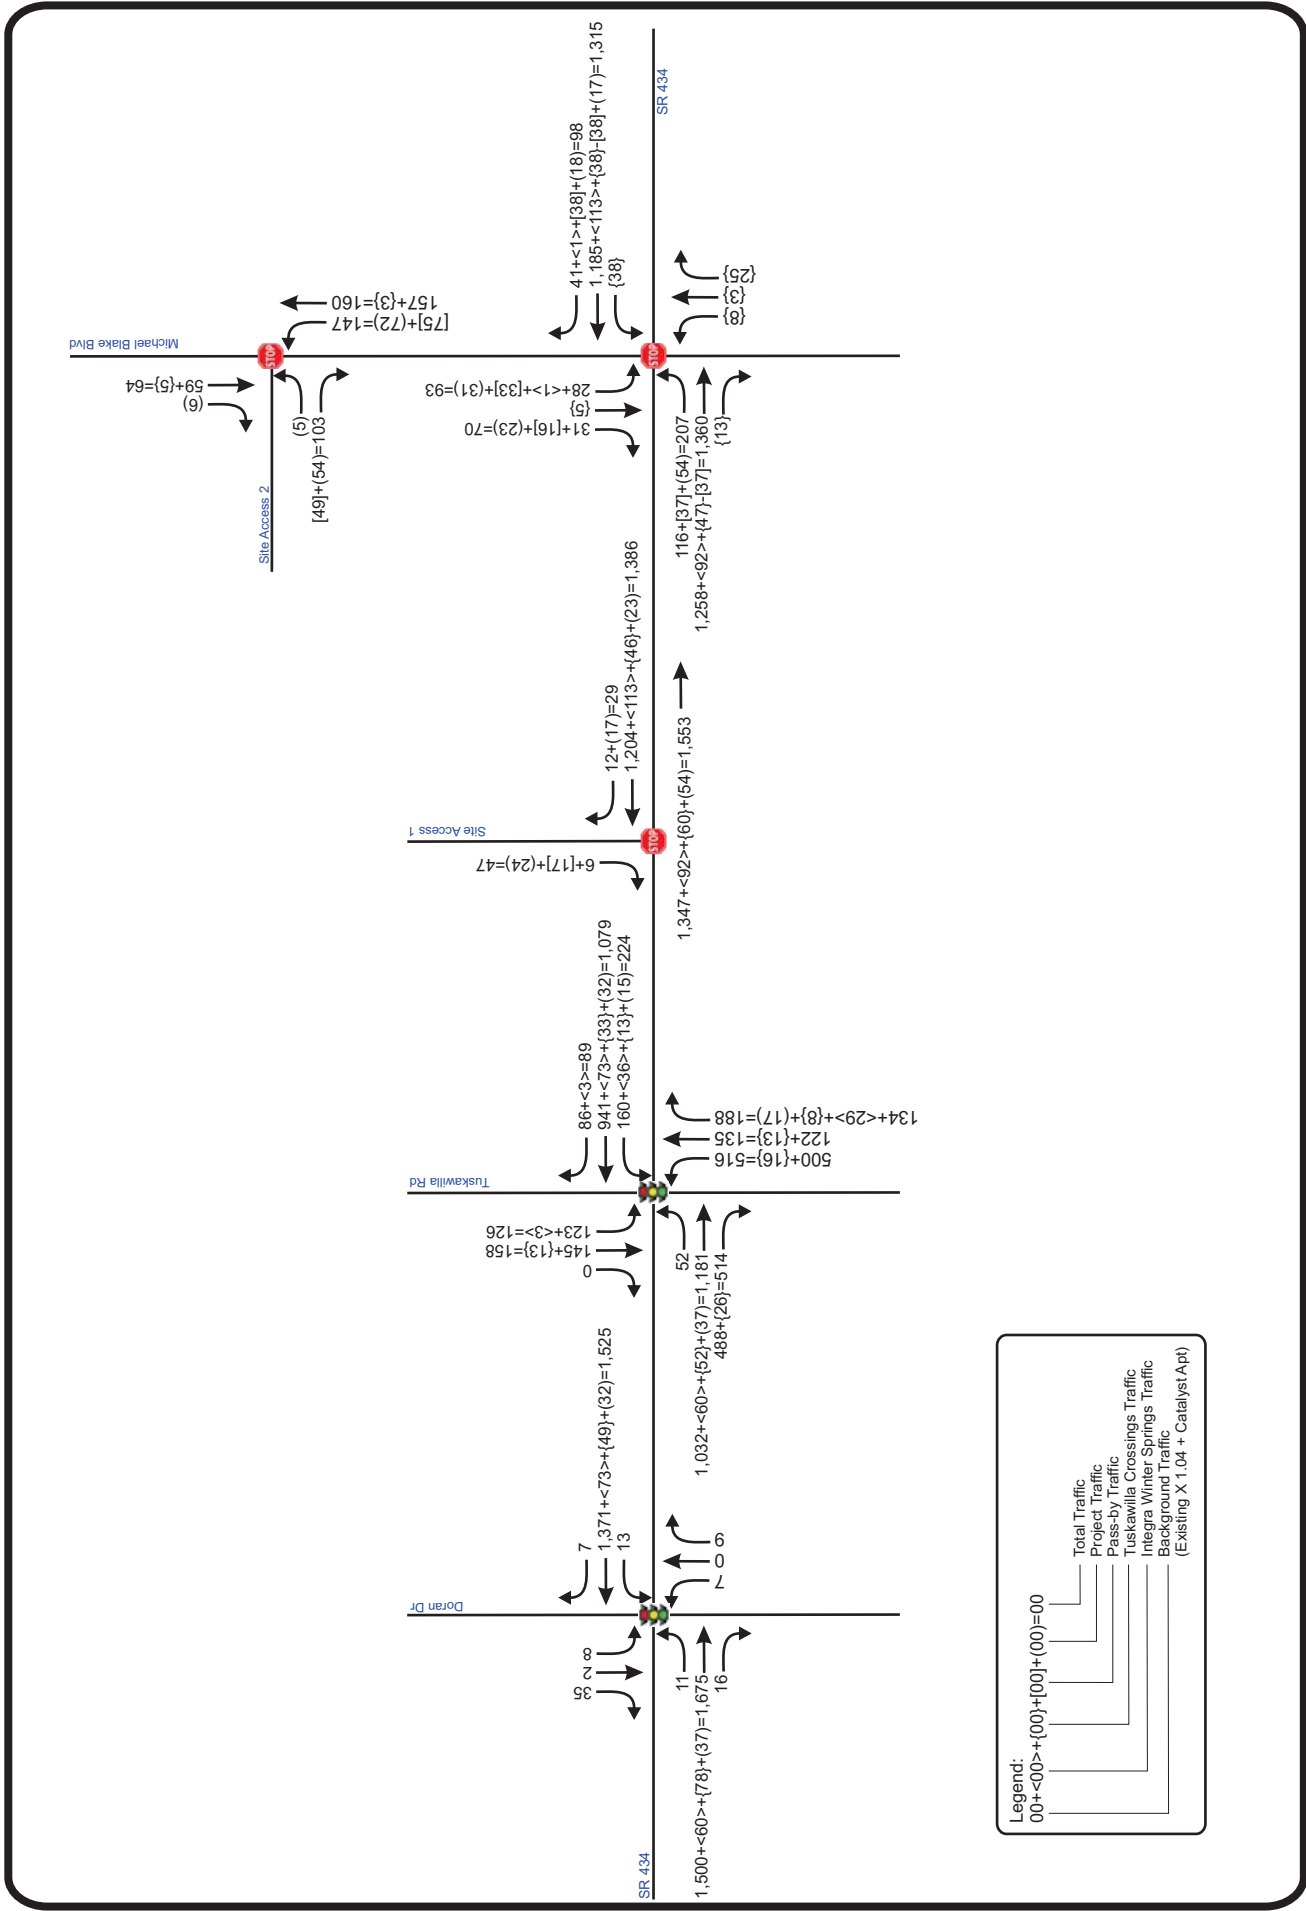 Michael Blake Blvd
59+{5}=64
(6)
157+{3}=160
[75]+(72)=147
Site Access 2
(5)
[49]+(54)=103
SR 434
41+<1>+[38]+(18)=98
1,185+<113>+{38}-[38]+(17)=1,315
{38}
28+<1>+[33]+(31)=93
{5}
31+[16]+(23)=70
{8}
{3}
{25}
116+[37]+(54)=207
1,258+<92>+{47}-[37]=1,360
{13}
Site Access 1
6+[17]+(24)=47
12+(17)=29
1,204+<113>+{46}+(23)=1,386
1,347+<92>+{60}+(54)=1,553
Tuskawilla Rd
86+<3>=89
941+<73>+{33}+(32)=1,079
160+<36>+{13}+(15)=224
123+<3>=126
145+{13}=158
0
500+{16}=516
122+{13}=135
134+<29>+{8}+(17)=188
52
1,032+<60>+{52}+(37)=1,181
488+{26}=514
Doran Dr
7
1,371+<73>+{49}+(32)=1,525
13
8
2
35
7
0
9
11
1,500+<60>+{78}+(37)=1,675
16
SR 434
Legend:
00+<00>+{00}+[00]+(00)=00
Total Traffic
Project Traffic
Pass-by Traffic
Tuskawilla Crossings Traffic
Integra Winter Springs Traffic
Background Traffic
(Existing X 1.04 + Catalyst Apt)
STOP
STOP
STOP